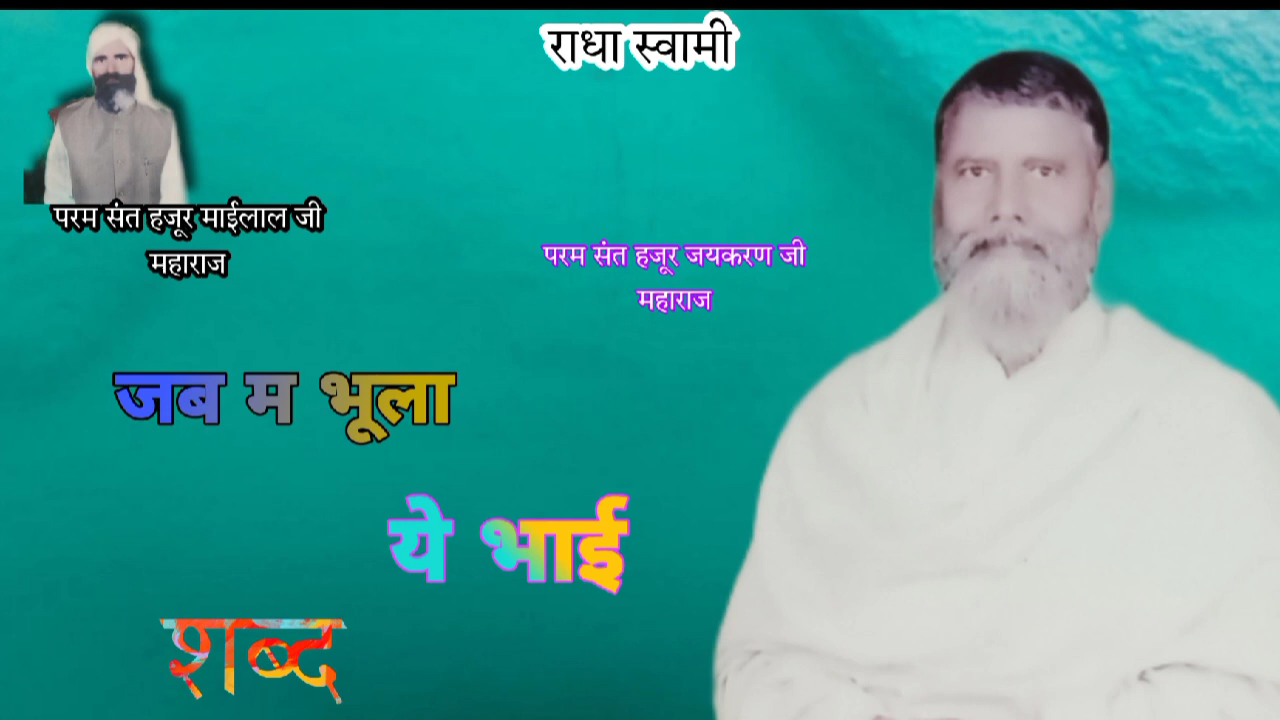 राधा स्वामी
परम संत हजूर माईलाल जी
महाराज
परम संत हजूर जयकरण जी
महाराज
जब म भूला
ये भाई
शब्द